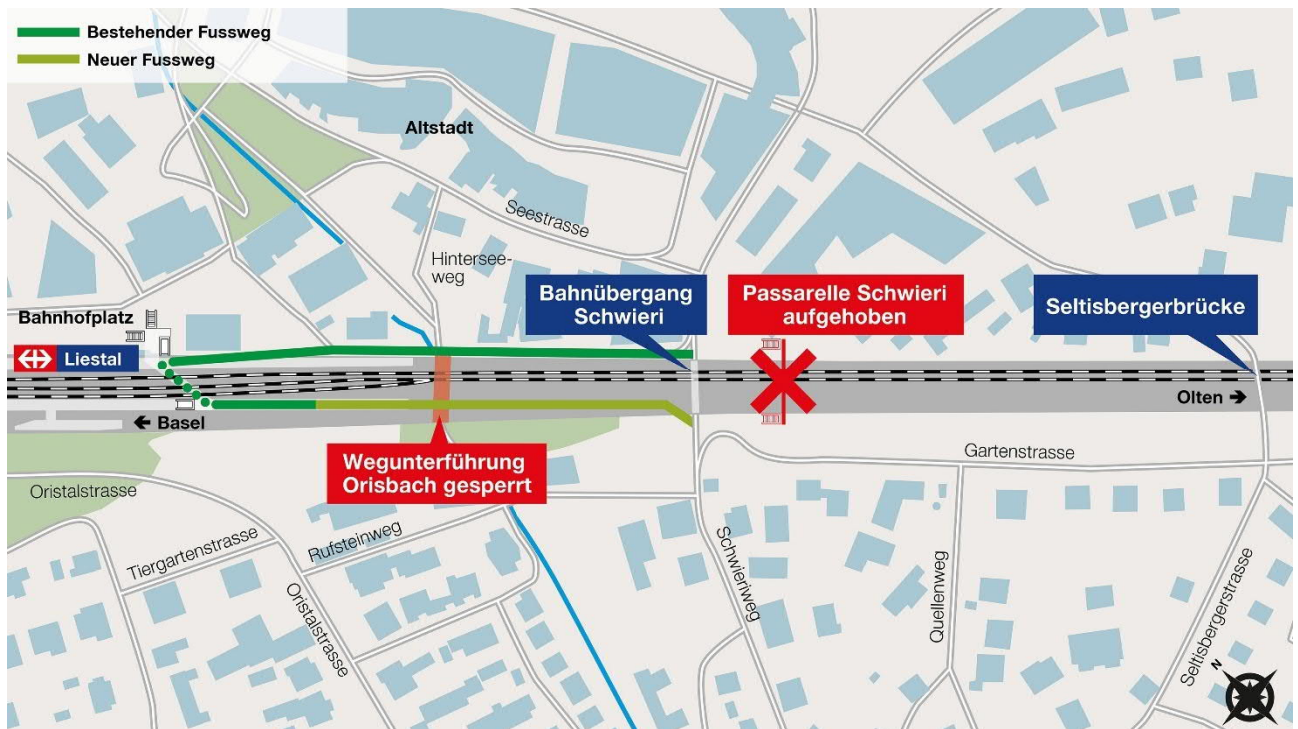 Bestehender Fussweg
Neuer Fussweg
Altstadt
Seestrasse
Hintersee-
weg
Bahnübergang
Schwieri
Passarelle Schwieri
aufgehoben
Seltisbergerbrücke
Bahnhofplatz
Liestal
Olten →
← Basel
Wegunterführung
Orisbach gesperrt
Gartenstrasse
Oristalstrasse
Tiergartenstrasse
Rufsteinweg
Oristalstrasse
Schwieriweg
Quellenweg
Seltisbergerstrasse
N